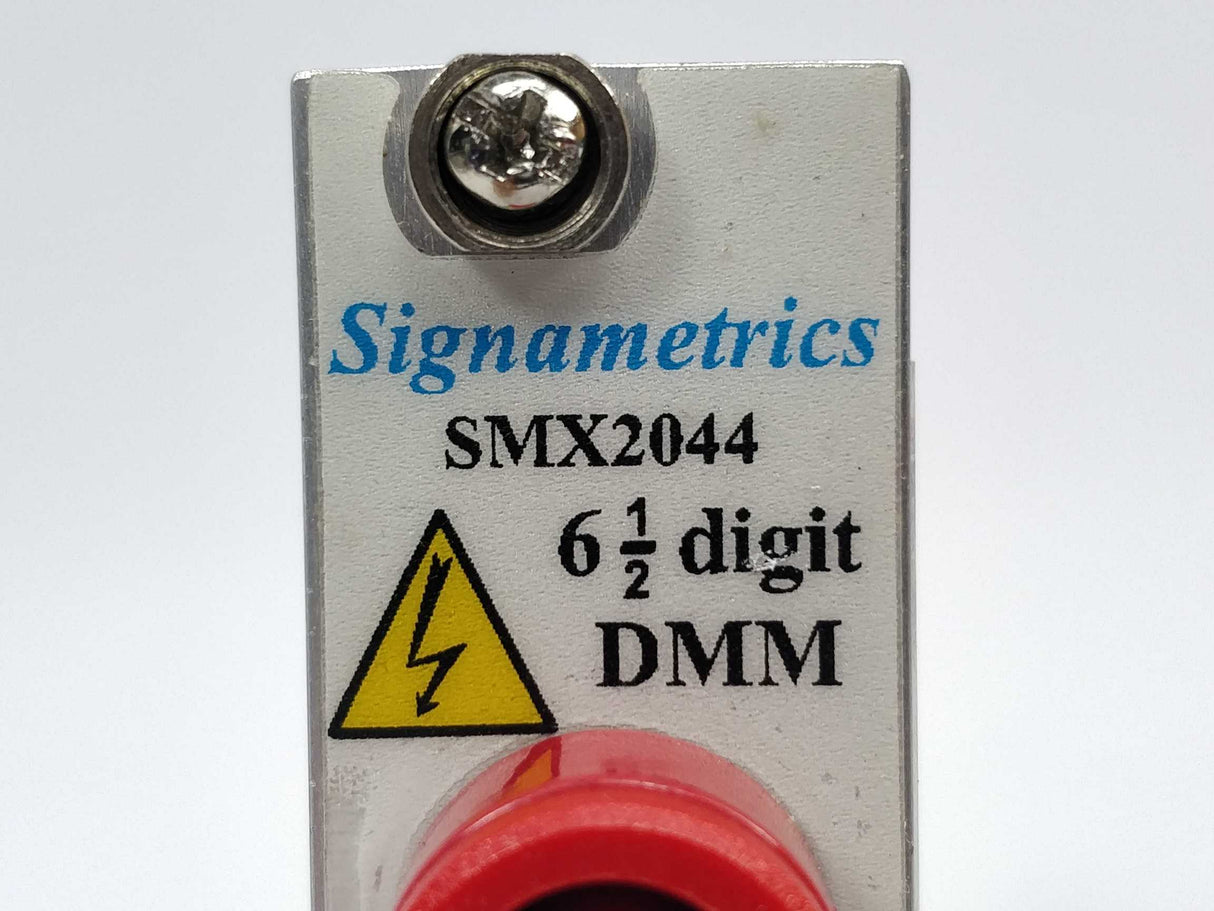 Signametrics
SMX2044
6 1/2 digit
DMM